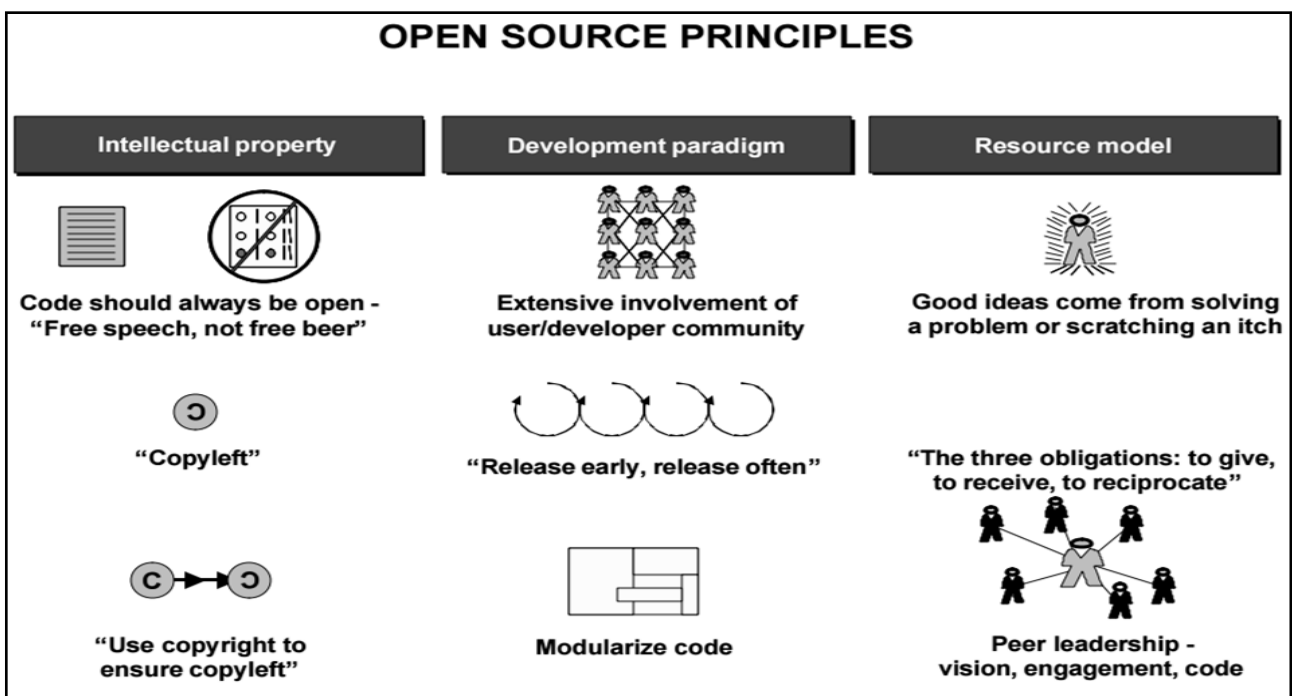 OPEN SOURCE PRINCIPLES
Intellectual property
Code should always be open -
“Free speech, not free beer”
Ɔ
“Copyleft”
C Ɔ
“Use copyright to
ensure copyleft”
Development paradigm
Extensive involvement of
user/developer community
“Release early, release often”
Modularize code
Resource model
Good ideas come from solving
a problem or scratching an itch
“The three obligations: to give,
to receive, to reciprocate”
Peer leadership -
vision, engagement, code